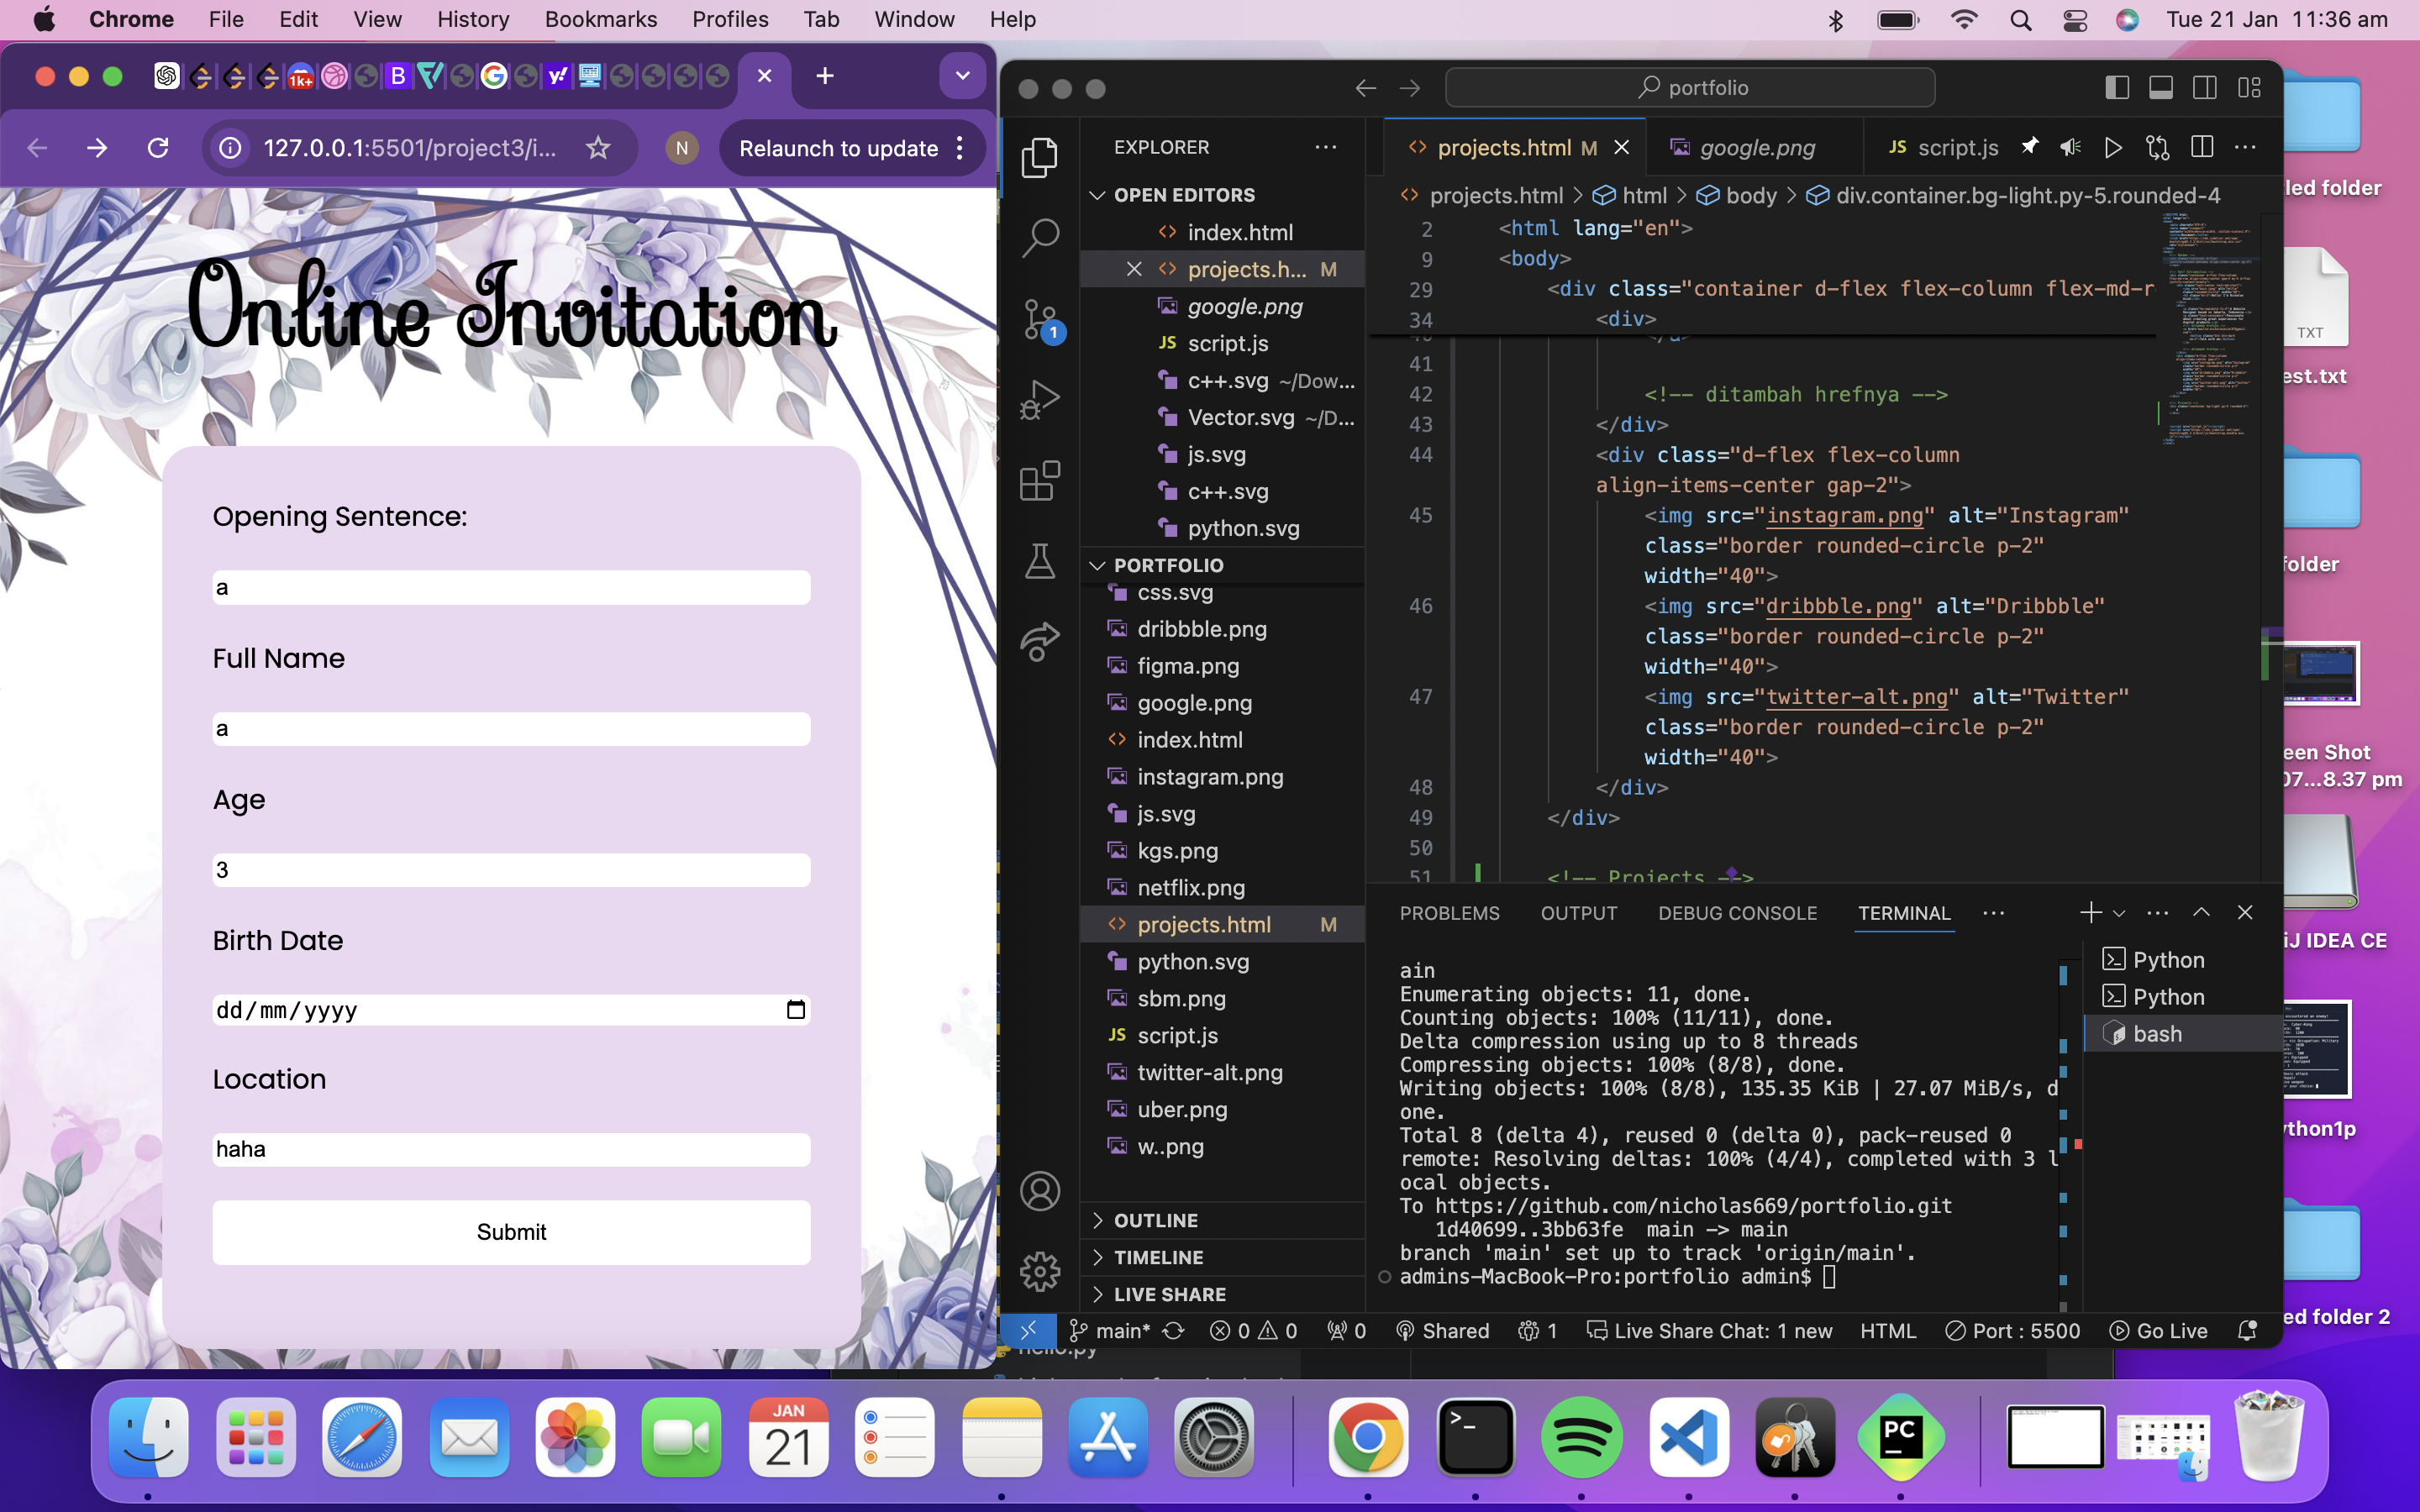 Chrome File Edit View History Bookmarks Profiles Tab Window Help Tue 21 Jan 11:36 am
1k+ B G y!
127.0.0.1:5501/project3/i... N Relaunch to update
Online Invitation
Opening Sentence:
a
Full Name
a
Age
3
Birth Date
dd/mm/yyyy
Location
haha
Submit
portfolio
EXPLORER
OPEN EDITORS
index.html
projects.h... M
google.png
JS script.js
c++.svg ~/Dow...
Vector.svg ~/D...
js.svg
c++.svg
python.svg
PORTFOLIO
css.svg
dribbble.png
figma.png
google.png
index.html
instagram.png
js.svg
kgs.png
netflix.png
projects.html M
python.svg
sbm.png
JS script.js
twitter-alt.png
uber.png
w..png
OUTLINE
TIMELINE
LIVE SHARE
1
projects.html M google.png JS script.js
projects.html > html > body > div.container.bg-light.py-5.rounded-4
2 <html lang="en">
9 <body>
29 <div class="container d-flex flex-column flex-md-r
34 <div>
41
42 <!-- ditambah hrefnya -->
43 </div>
44 <div class="d-flex flex-column
align-items-center gap-2">
45 <img src="instagram.png" alt="Instagram"
class="border rounded-circle p-2"
width="40">
46 <img src="dribbble.png" alt="Dribbble"
class="border rounded-circle p-2"
width="40">
47 <img src="twitter-alt.png" alt="Twitter"
class="border rounded-circle p-2"
width="40">
48 </div>
49 </div>
50
51 <!-- Projects -->
PROBLEMS OUTPUT DEBUG CONSOLE TERMINAL
ain
Enumerating objects: 11, done.
Counting objects: 100% (11/11), done.
Delta compression using up to 8 threads
Compressing objects: 100% (8/8), done.
Writing objects: 100% (8/8), 135.35 KiB | 27.07 MiB/s, d
one.
Total 8 (delta 4), reused 0 (delta 0), pack-reused 0
remote: Resolving deltas: 100% (4/4), completed with 3 l
ocal objects.
To https://github.com/nicholas669/portfolio.git
1d40699..3bb63fe main -> main
branch 'main' set up to track 'origin/main'.
admins-MacBook-Pro:portfolio admin$
Python
Python
bash
main* 0 0 0 Shared 1 Live Share Chat: 1 new HTML Port : 5500 Go Live
hello.py
led folder
TXT
est.txt
folder
een Shot
07...8.37 pm
iJ IDEA CE
ython1p
ed folder 2
JAN
21
PC